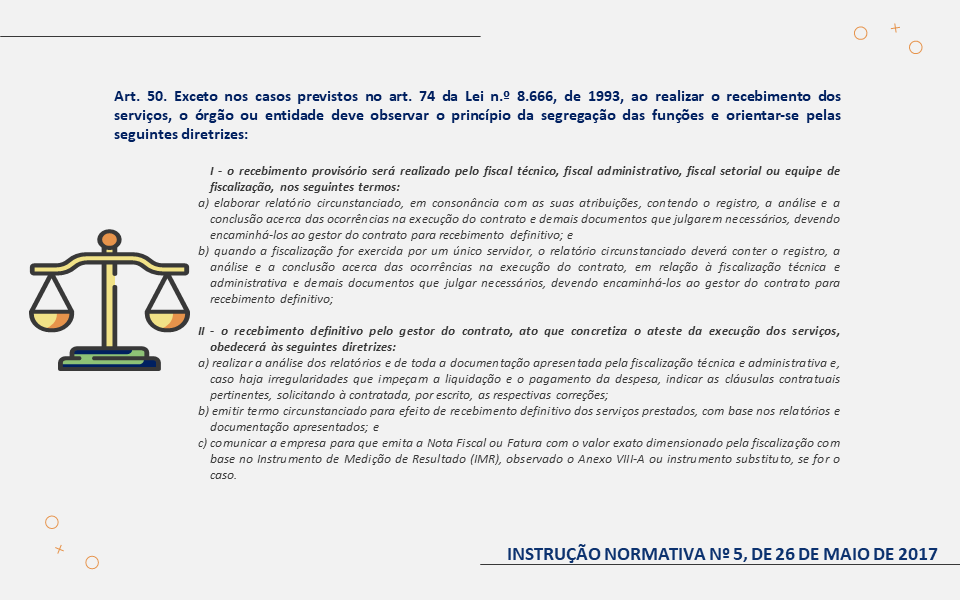 Art. 50. Exceto nos casos previstos no art. 74 da Lei n.º 8.666, de 1993, ao realizar o recebimento dos
serviços, o órgão ou entidade deve observar o princípio da segregação das funções e orientar-se pelas
seguintes diretrizes:
I - o recebimento provisório será realizado pelo fiscal técnico, fiscal administrativo, fiscal setorial ou equipe de
fiscalização, nos seguintes termos:
a) elaborar relatório circunstanciado, em consonância com as suas atribuições, contendo o registro, a análise e a
conclusão acerca das ocorrências na execução do contrato e demais documentos que julgarem necessários, devendo
encaminhá-los ao gestor do contrato para recebimento definitivo; e
b) quando a fiscalização for exercida por um único servidor, o relatório circunstanciado deverá conter o registro, a
análise e a conclusão acerca das ocorrências na execução do contrato, em relação à fiscalização técnica e
administrativa e demais documentos que julgar necessários, devendo encaminhá-los ao gestor do contrato para
recebimento definitivo;
II - o recebimento definitivo pelo gestor do contrato, ato que concretiza o ateste da execução dos serviços,
obedecerá às seguintes diretrizes:
a) realizar a análise dos relatórios e de toda a documentação apresentada pela fiscalização técnica e administrativa e,
caso haja irregularidades que impeçam a liquidação e o pagamento da despesa, indicar as cláusulas contratuais
pertinentes, solicitando à contratada, por escrito, as respectivas correções;
b) emitir termo circunstanciado para efeito de recebimento definitivo dos serviços prestados, com base nos relatórios e
documentação apresentados; e
c) comunicar a empresa para que emita a Nota Fiscal ou Fatura com o valor exato dimensionado pela fiscalização com
base no Instrumento de Medição de Resultado (IMR), observado o Anexo VIII-A ou instrumento substituto, se for o
caso.
INSTRUÇÃO NORMATIVA Nº 5, DE 26 DE MAIO DE 2017